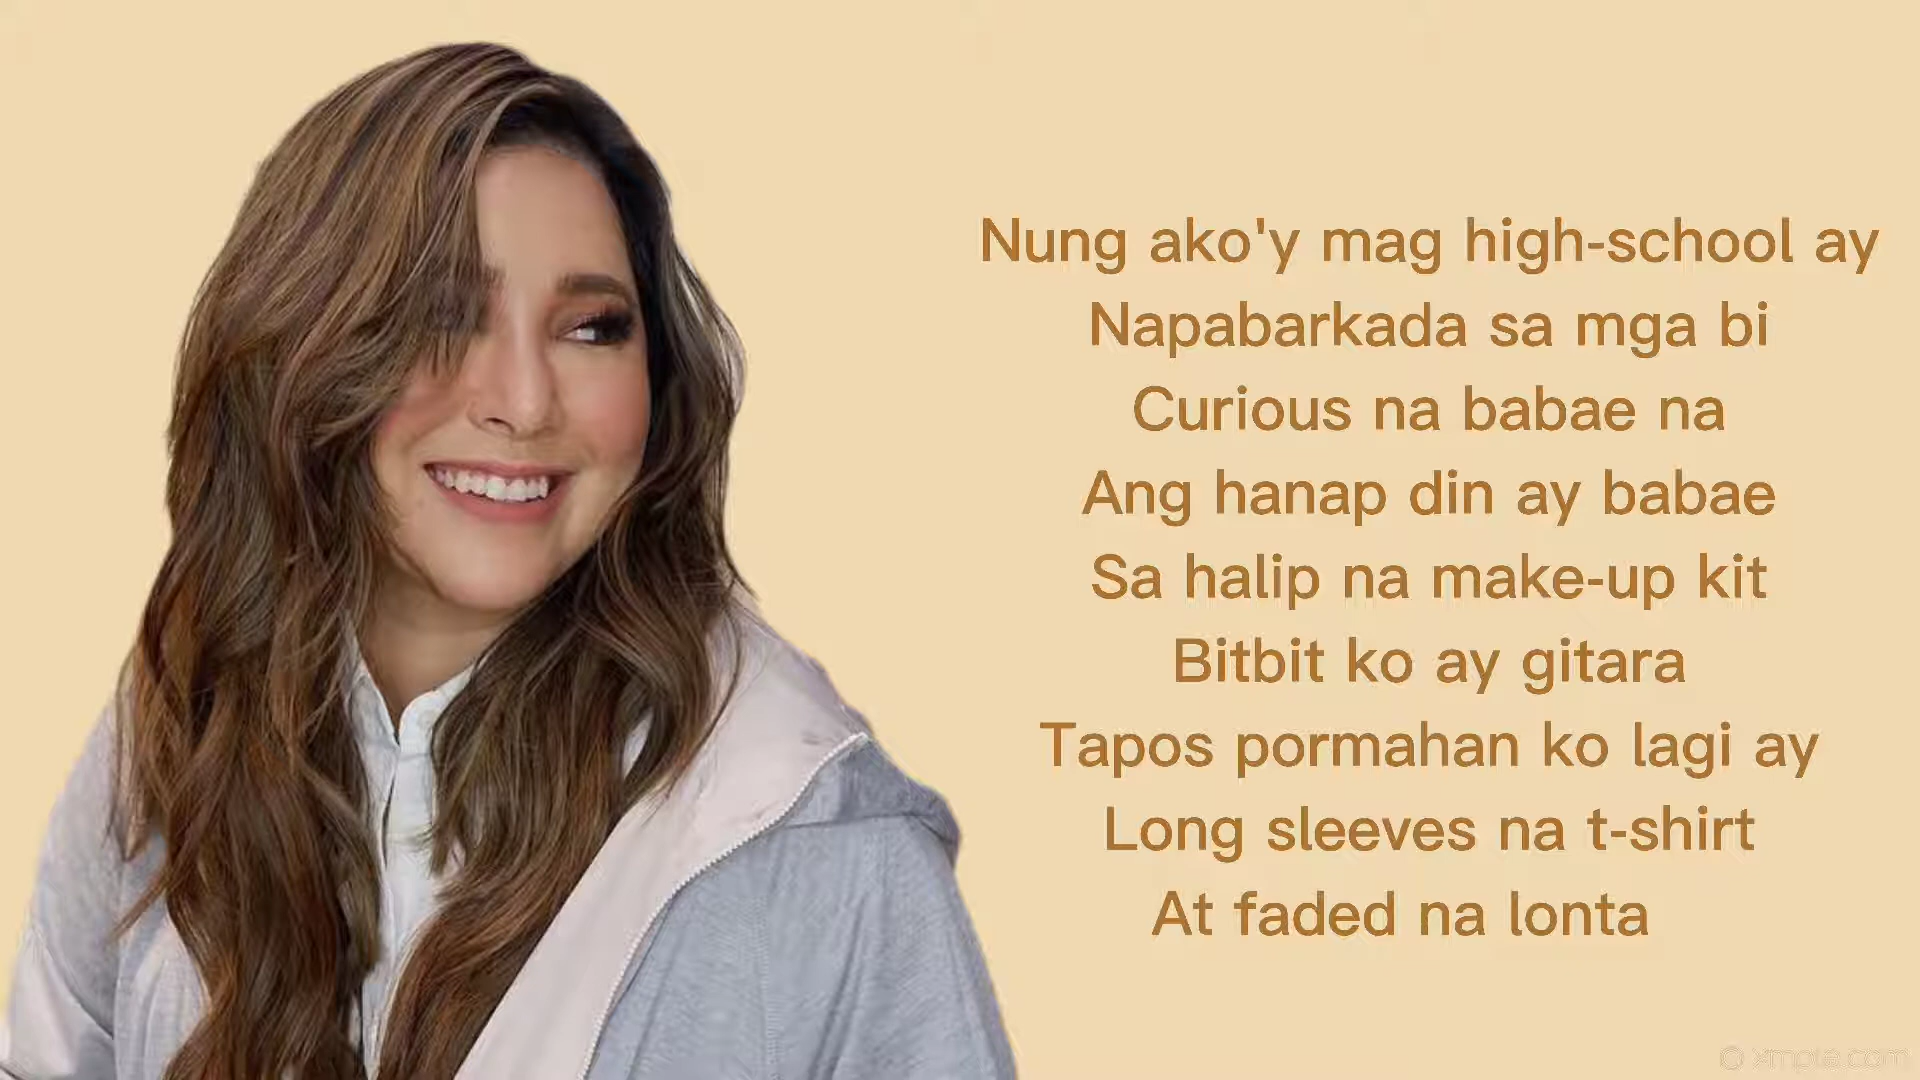 Nung ako'y mag high-school ay
Napabarkada sa mga bi
Curious na babae na
Ang hanap din ay babae
Sa halip na make-up kit
Bitbit ko ay gitara
Tapos pormahan ko lagi ay
Long sleeves na t-shirt
At faded na lonta
© xmple.com